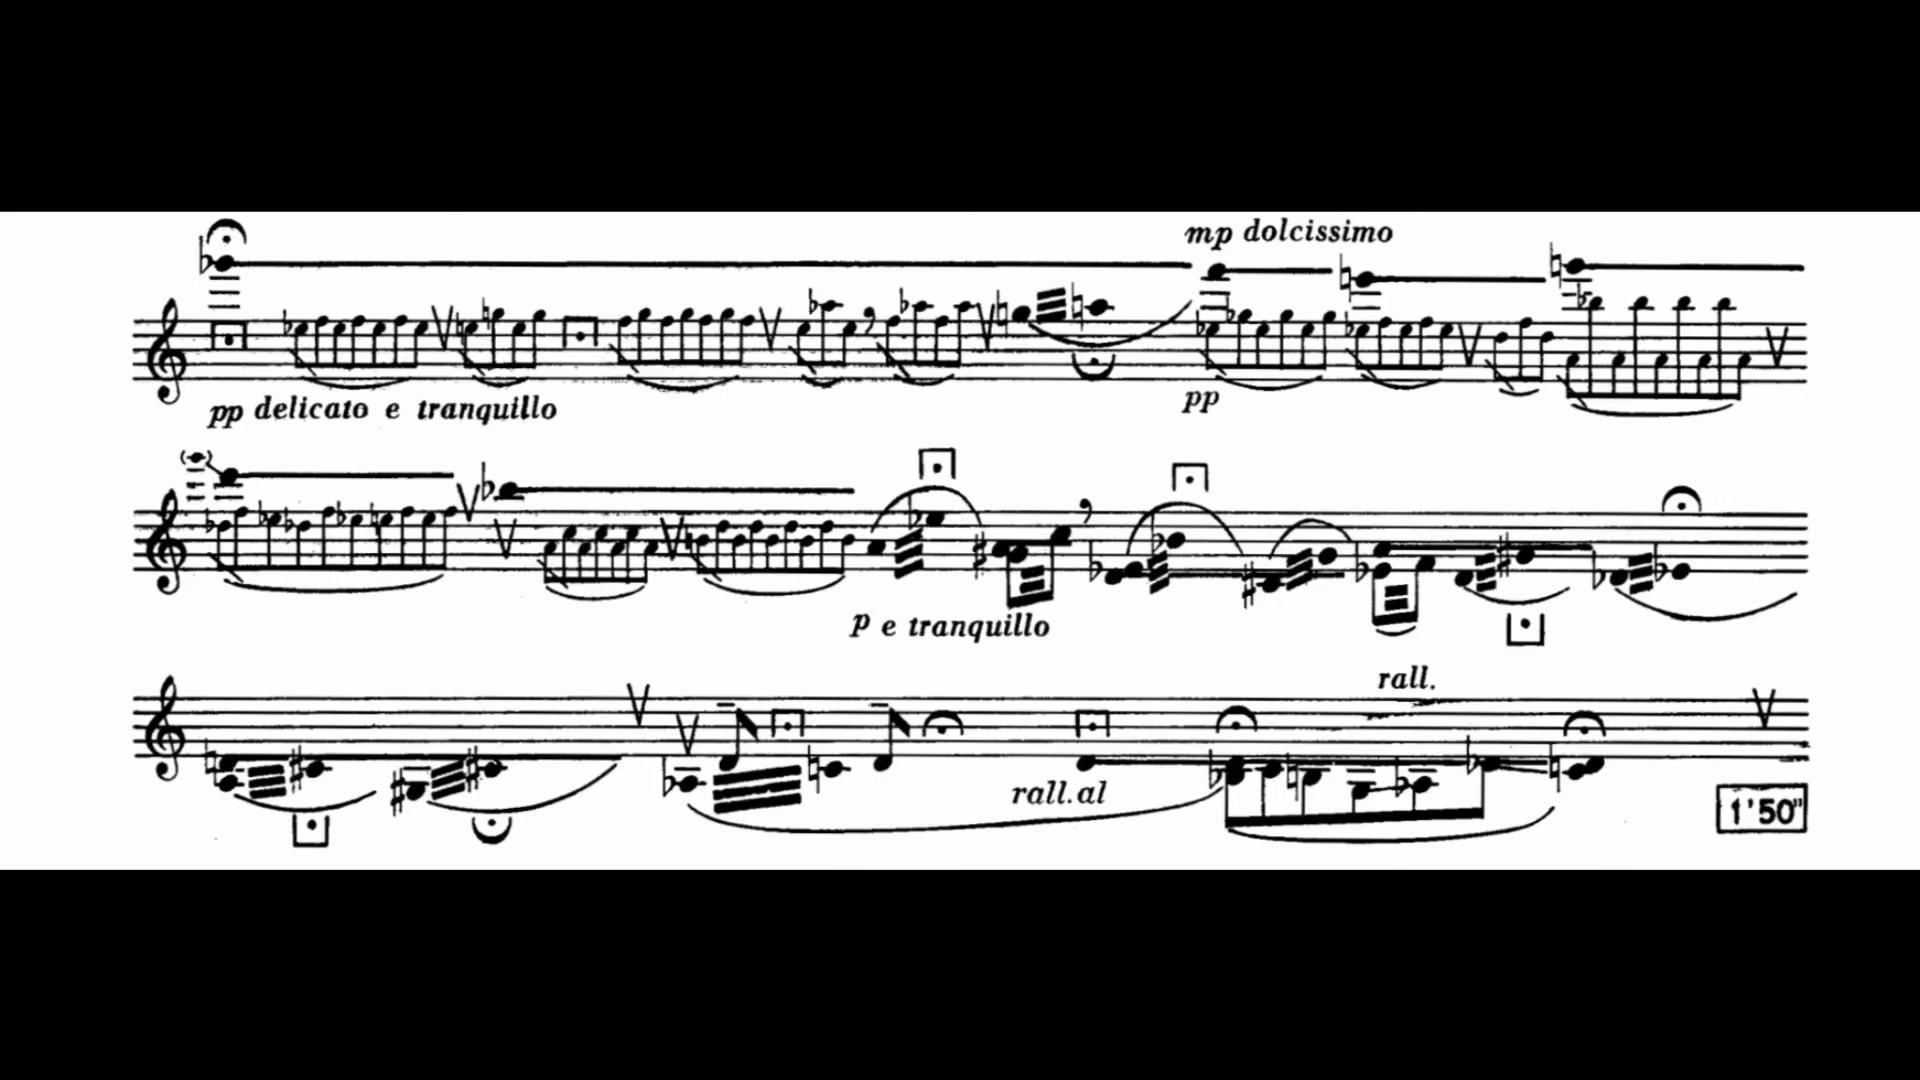 mp dolcissimo
pp delicato e tranquillo
pp
p e tranquillo
rall.
rall.al
1'50"